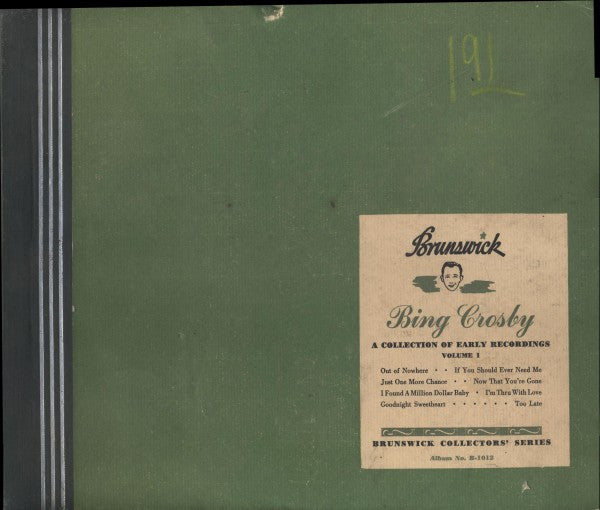 191
Brunswick
Bing Crosby
A COLLECTION OF EARLY RECORDINGS
VOLUME 1
Out of Nowhere · · If You Should Ever Need Me
Just One More Chance · · Now That You're Gone
I Found A Million Dollar Baby · I'm Thru With Love
Goodnight Sweetheart · · · · · · Too Late
BRUNSWICK COLLECTORS' SERIES
Album No. B-1012